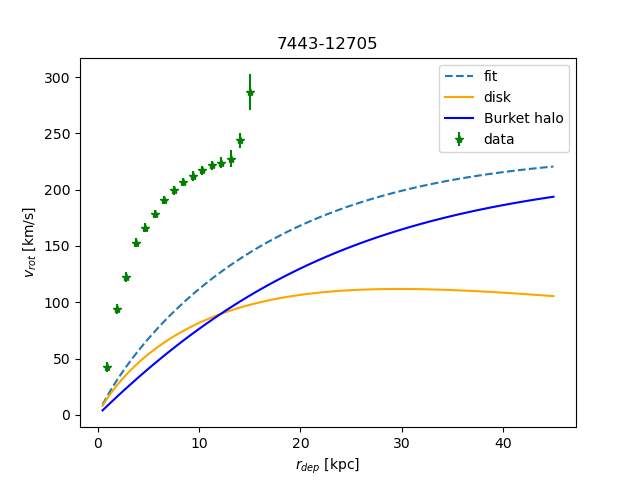 7443-12705
fit
disk
Burket halo
data
300
250
200
150
100
50
0
v_rot [km/s]
0 10 20 30 40
r_dep [kpc]